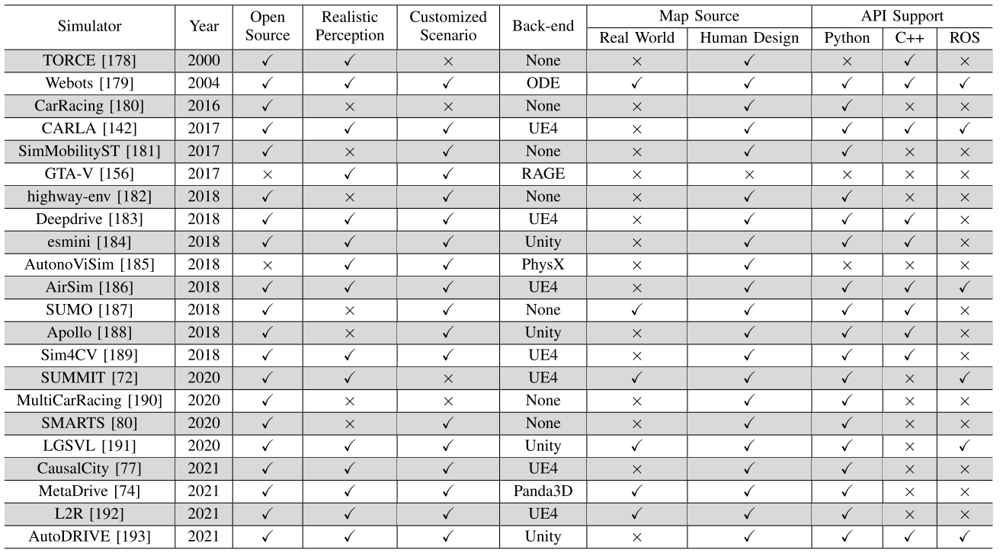 Simulator Year Open Source Realistic Perception Customized Scenario Back-end Map Source API Support
Real World Human Design Python C++ ROS
TORCE [178] 2000 ✓ ✓ × None × ✓ × ✓ ×
Webots [179] 2004 ✓ ✓ ✓ ODE ✓ ✓ ✓ ✓ ✓
CarRacing [180] 2016 ✓ × × None × ✓ ✓ × ×
CARLA [142] 2017 ✓ ✓ ✓ UE4 × ✓ ✓ ✓ ✓
SimMobilityST [181] 2017 ✓ × ✓ None × ✓ ✓ × ×
GTA-V [156] 2017 × ✓ ✓ RAGE × × × × ×
highway-env [182] 2018 ✓ × ✓ None × ✓ ✓ × ×
Deepdrive [183] 2018 ✓ ✓ ✓ UE4 × ✓ ✓ ✓ ×
esmini [184] 2018 ✓ ✓ ✓ Unity × ✓ ✓ ✓ ×
AutonoViSim [185] 2018 × ✓ ✓ PhysX × ✓ × × ×
AirSim [186] 2018 ✓ ✓ ✓ UE4 × ✓ ✓ ✓ ✓
SUMO [187] 2018 ✓ × ✓ None ✓ ✓ ✓ ✓ ×
Apollo [188] 2018 ✓ × ✓ Unity × ✓ ✓ ✓ ×
Sim4CV [189] 2018 ✓ ✓ ✓ UE4 × ✓ ✓ ✓ ×
SUMMIT [72] 2020 ✓ ✓ × UE4 ✓ ✓ ✓ × ✓
MultiCarRacing [190] 2020 ✓ × × None × ✓ ✓ × ×
SMARTS [80] 2020 ✓ × ✓ None × ✓ ✓ × ×
LGSVL [191] 2020 ✓ ✓ ✓ Unity ✓ ✓ ✓ × ✓
CausalCity [77] 2021 ✓ ✓ ✓ UE4 × ✓ ✓ × ×
MetaDrive [74] 2021 ✓ ✓ ✓ Panda3D ✓ ✓ ✓ × ×
L2R [192] 2021 ✓ ✓ ✓ UE4 ✓ ✓ ✓ × ×
AutoDRIVE [193] 2021 ✓ ✓ ✓ Unity × ✓ ✓ ✓ ✓